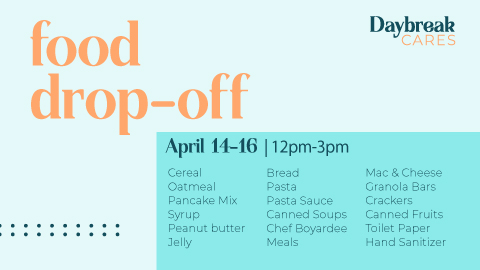 food
drop-off
Daybreak
CARES
April 14-16 | 12pm-3pm
Cereal
Oatmeal
Pancake Mix
Syrup
Peanut butter
Jelly
Bread
Pasta
Pasta Sauce
Canned Soups
Chef Boyardee
Meals
Mac & Cheese
Granola Bars
Crackers
Canned Fruits
Toilet Paper
Hand Sanitizer